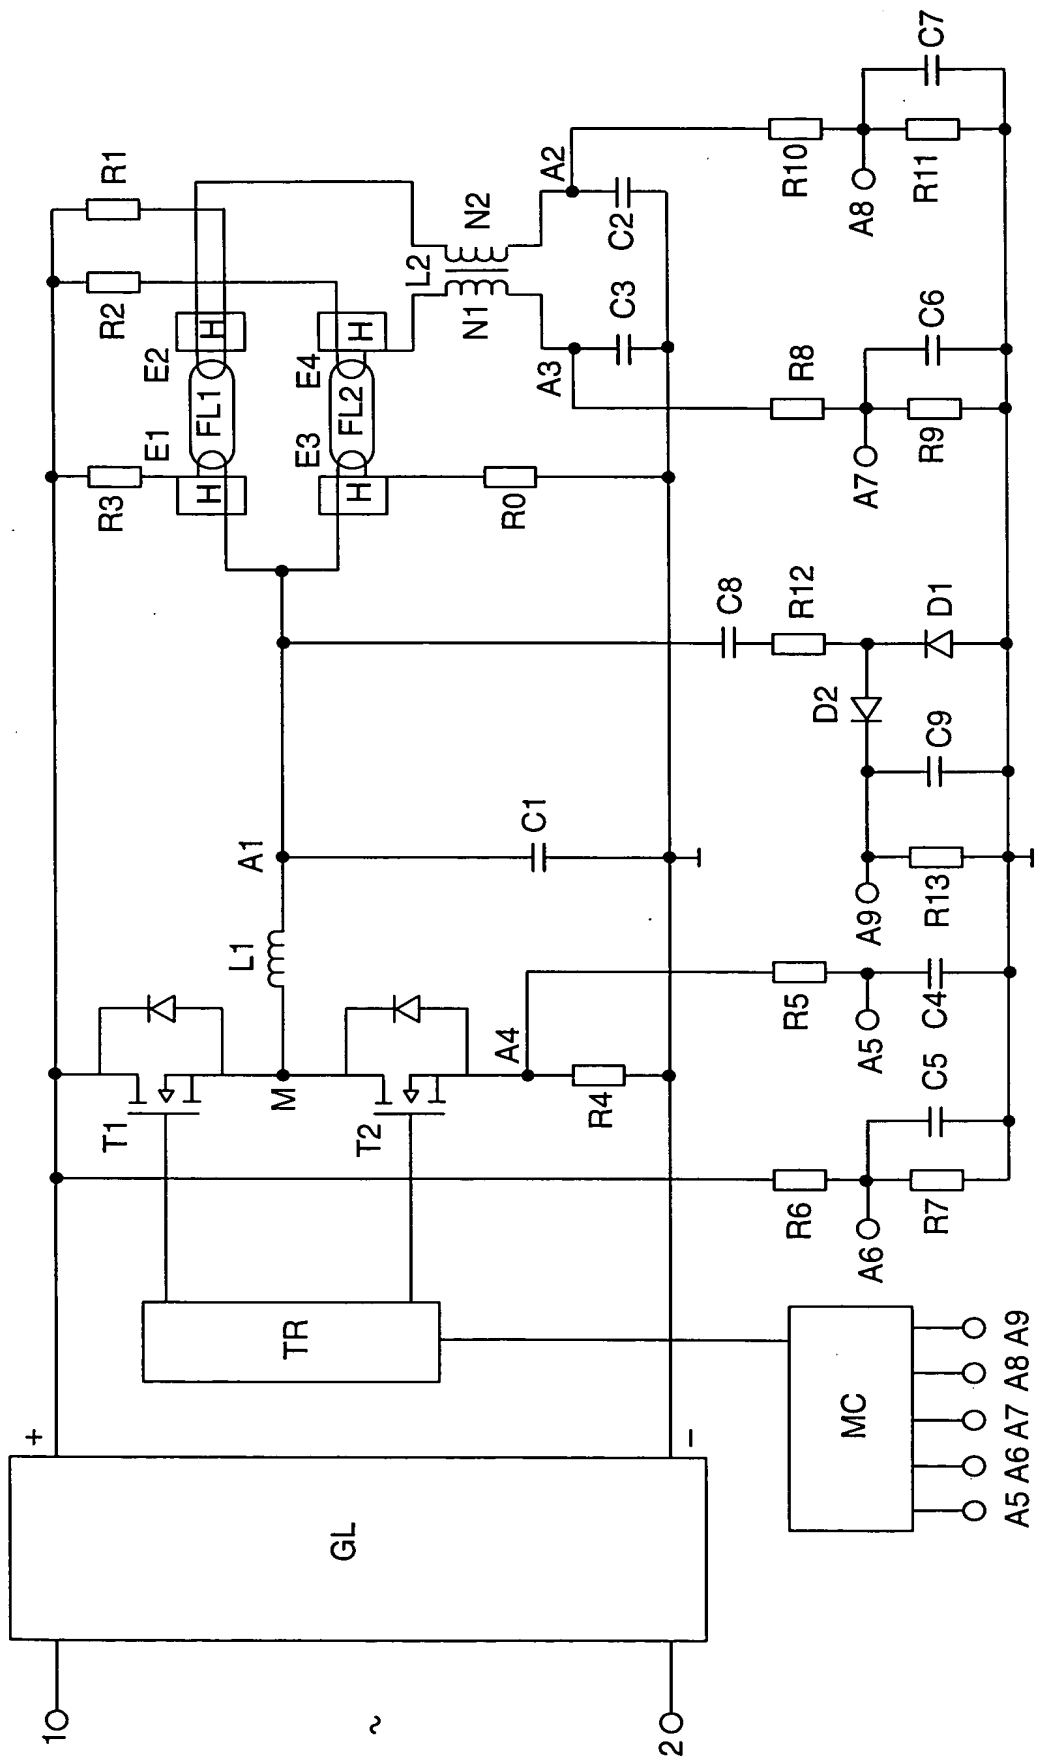 1
2
~
GL
+
-
TR
MC
A5 A6 A7 A8 A9
T1
T2
M
A4
R4
L1
A1
C1
R3
R2
R1
E1
E2
FL1
H
H
E3
E4
FL2
H
H
R0
L2
N1
N2
A3
A2
C3
C2
R6
A6
R7
C5
R5
A5
C4
A9
R13
C9
D2
D1
C8
R12
R8
A7
R9
C6
R10
A8
R11
C7